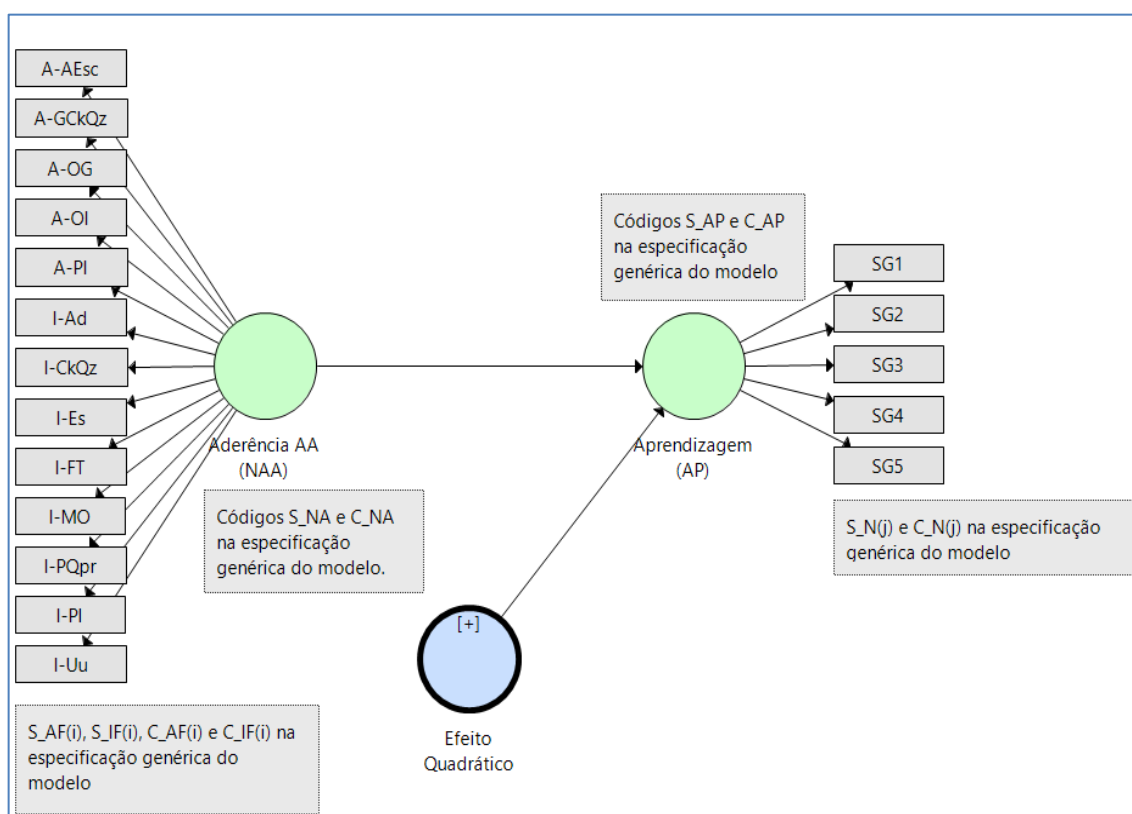 A-AEsc
A-GCkQz
A-OG
A-OI
A-PI
I-Ad
I-CkQz
I-Es
I-FT
I-MO
I-PQpr
I-PI
I-Uu
S_AF(i), S_IF(i), C_AF(i) e C_IF(i) na
especificação genérica do
modelo
Aderência AA
(NAA)
Códigos S_NA e C_NA
na especificação
genérica do modelo.
[+]
Efeito
Quadrático
Códigos S_AP e C_AP
na especificação
genérica do modelo
Aprendizagem
(AP)
SG1
SG2
SG3
SG4
SG5
S_N(j) e C_N(j) na especificação
genérica do modelo